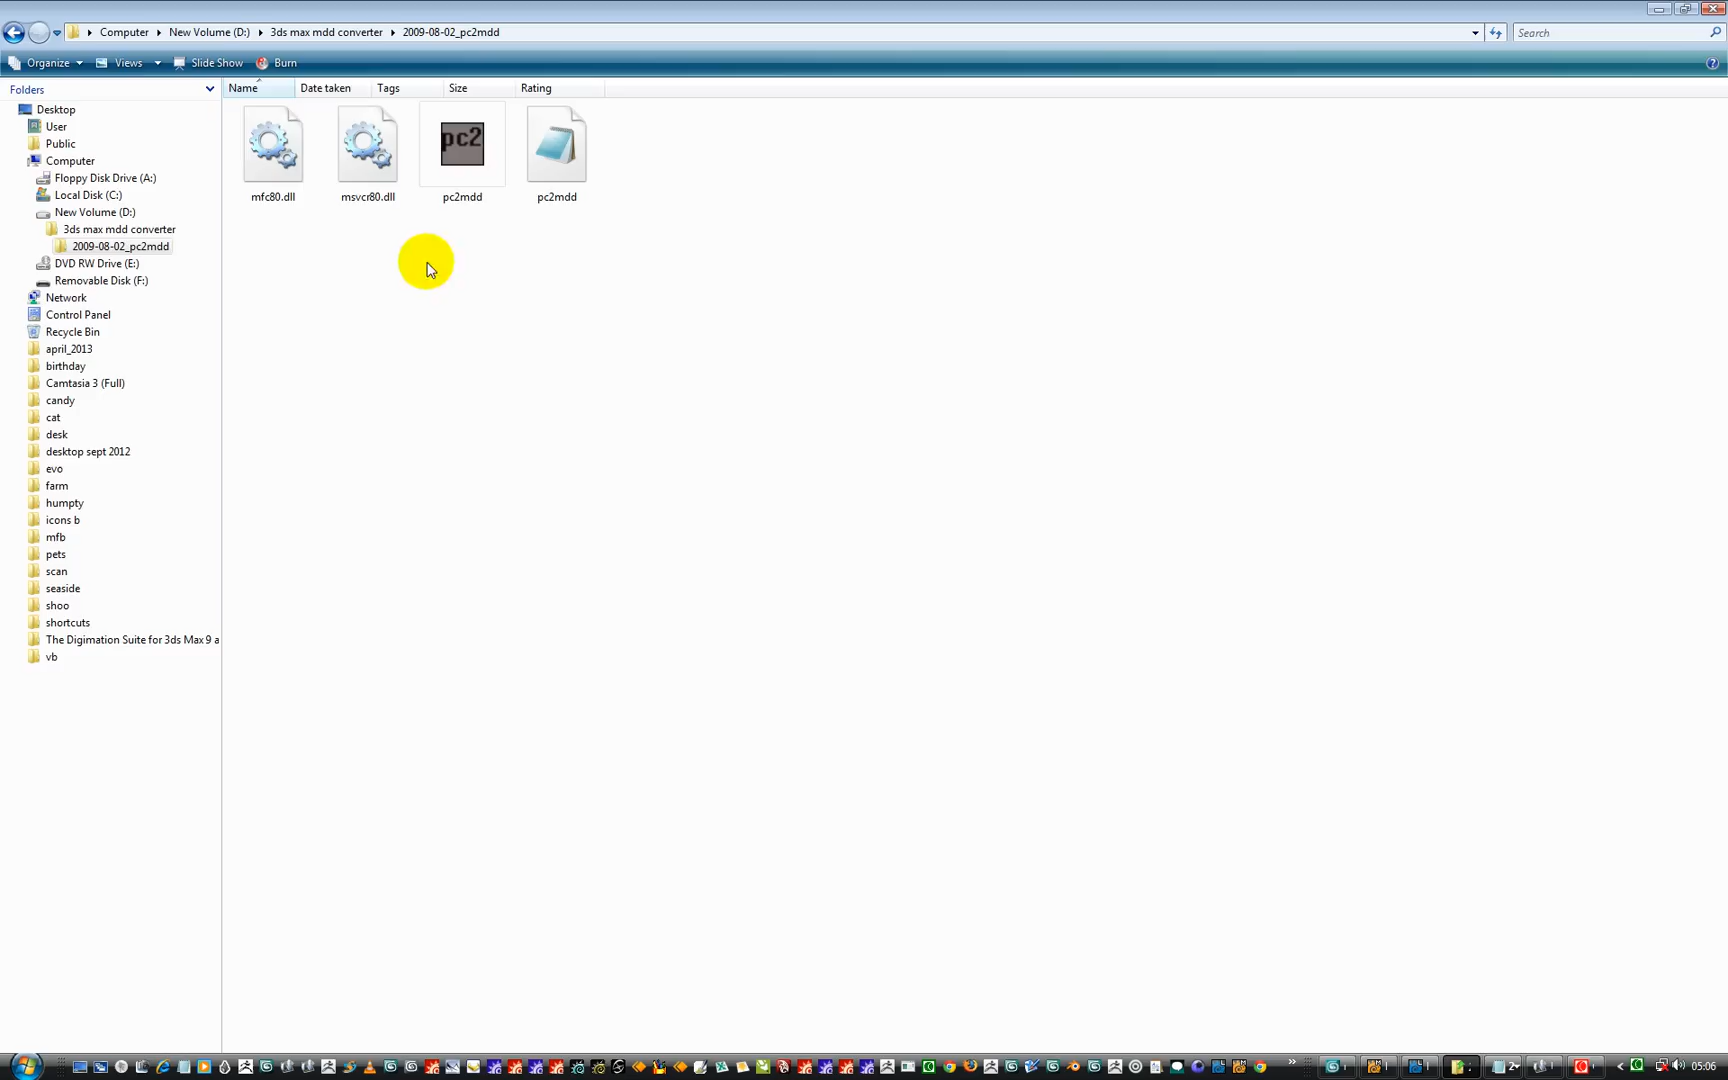 Computer New Volume (D:) 3ds max mdd converter 2009-08-02_pc2mdd Search
Organize Views Slide Show Burn
Folders
Name Date taken Tags Size Rating
Desktop
User
Public
Computer
Floppy Disk Drive (A:)
Local Disk (C:)
New Volume (D:)
3ds max mdd converter
2009-08-02_pc2mdd
DVD RW Drive (E:)
Removable Disk (F:)
Network
Control Panel
Recycle Bin
april_2013
birthday
Camtasia 3 (Full)
candy
cat
desk
desktop sept 2012
evo
farm
humpty
icons b
mfb
pets
scan
seaside
shoo
shortcuts
The Digimation Suite for 3ds Max 9 a
vb
pc2
mfc80.dll msvcr80.dll pc2mdd pc2mdd
05:06